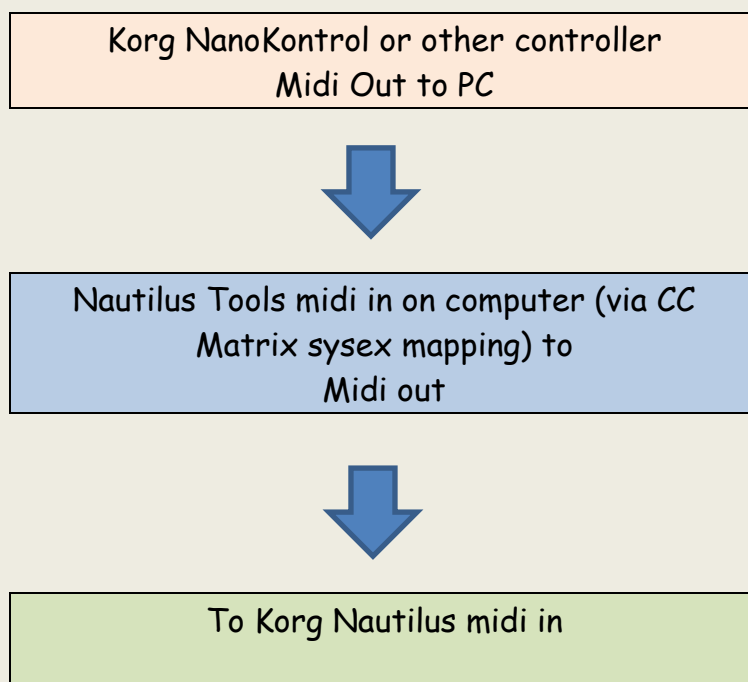 Korg NanoKontrol or other controller
Midi Out to PC
Nautilus Tools midi in on computer (via CC
Matrix sysex mapping) to
Midi out
To Korg Nautilus midi in